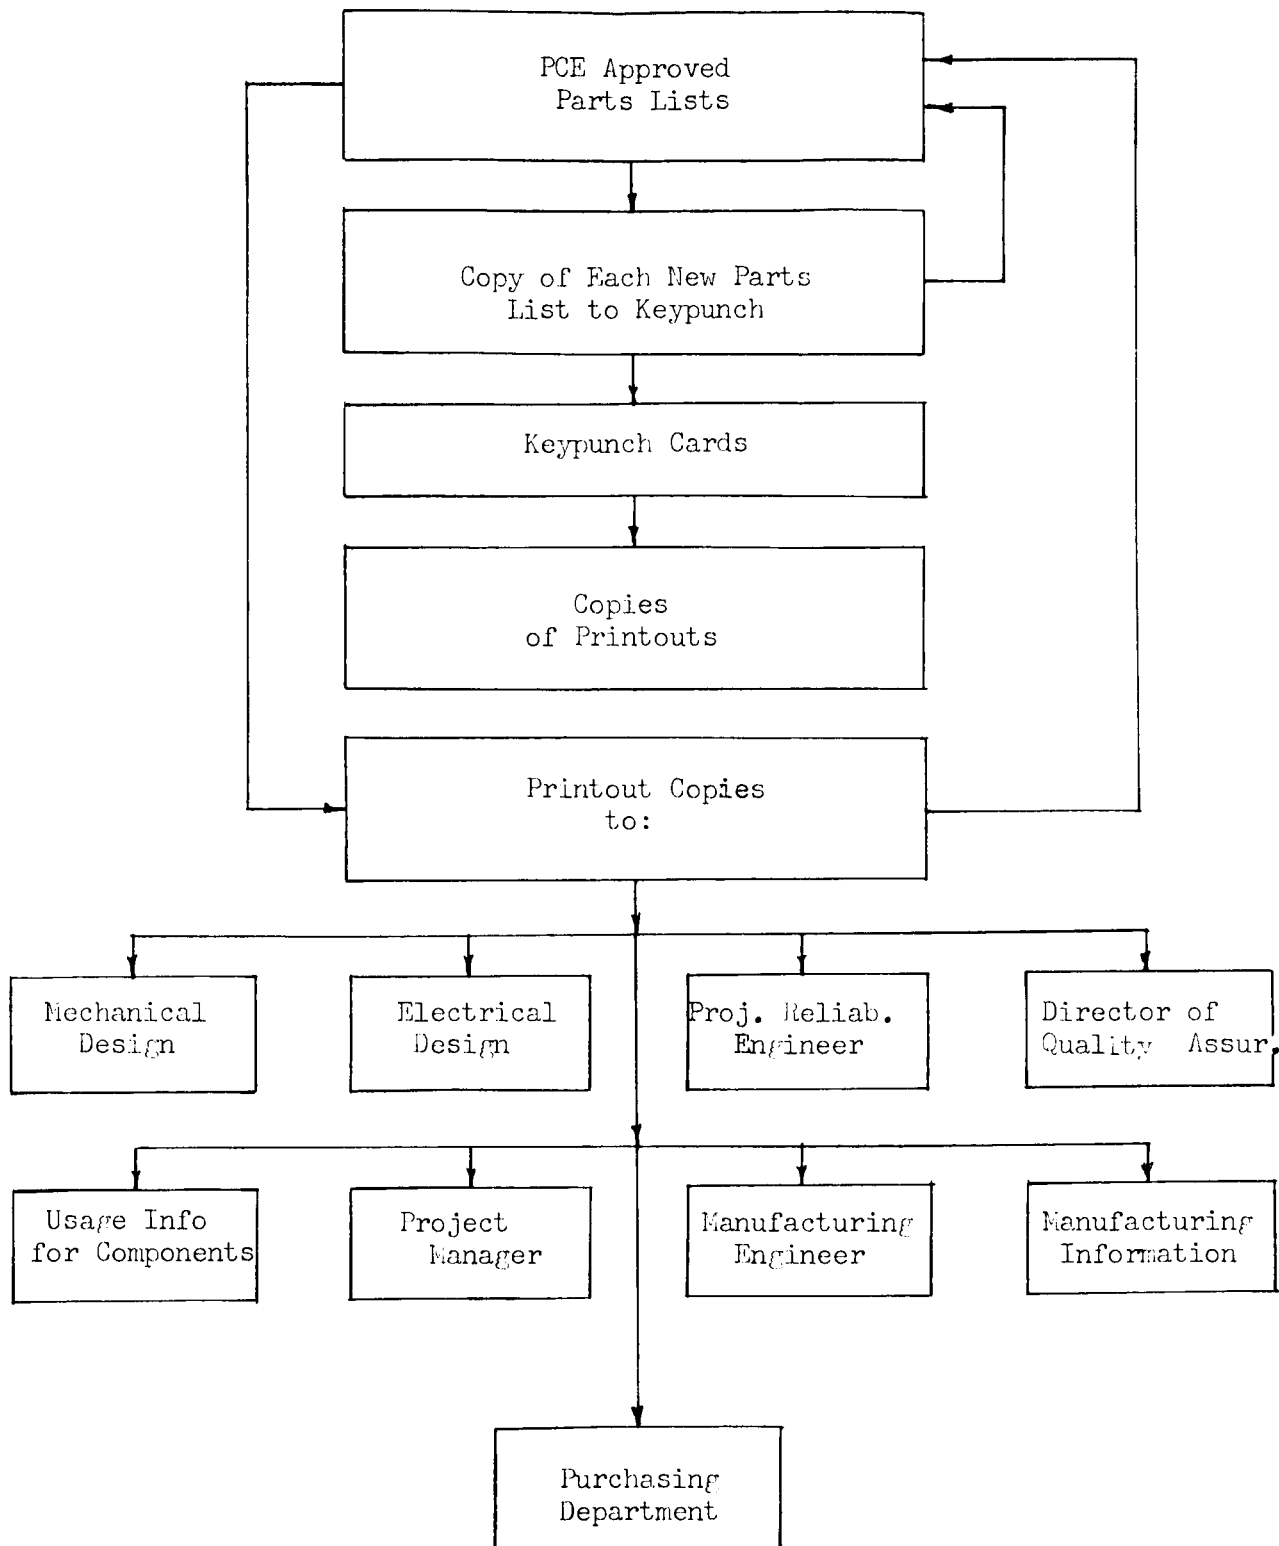 PCE Approved
Parts Lists
Copy of Each New Parts
List to Keypunch
Keypunch Cards
Copies
of Printouts
Printout Copies
to:
Mechanical
Design
Electrical
Design
Proj. Reliab.
Engineer
Director of
Quality Assur.
Usage Info
for Components
Project
Manager
Manufacturing
Engineer
Manufacturing
Information
Purchasing
Department